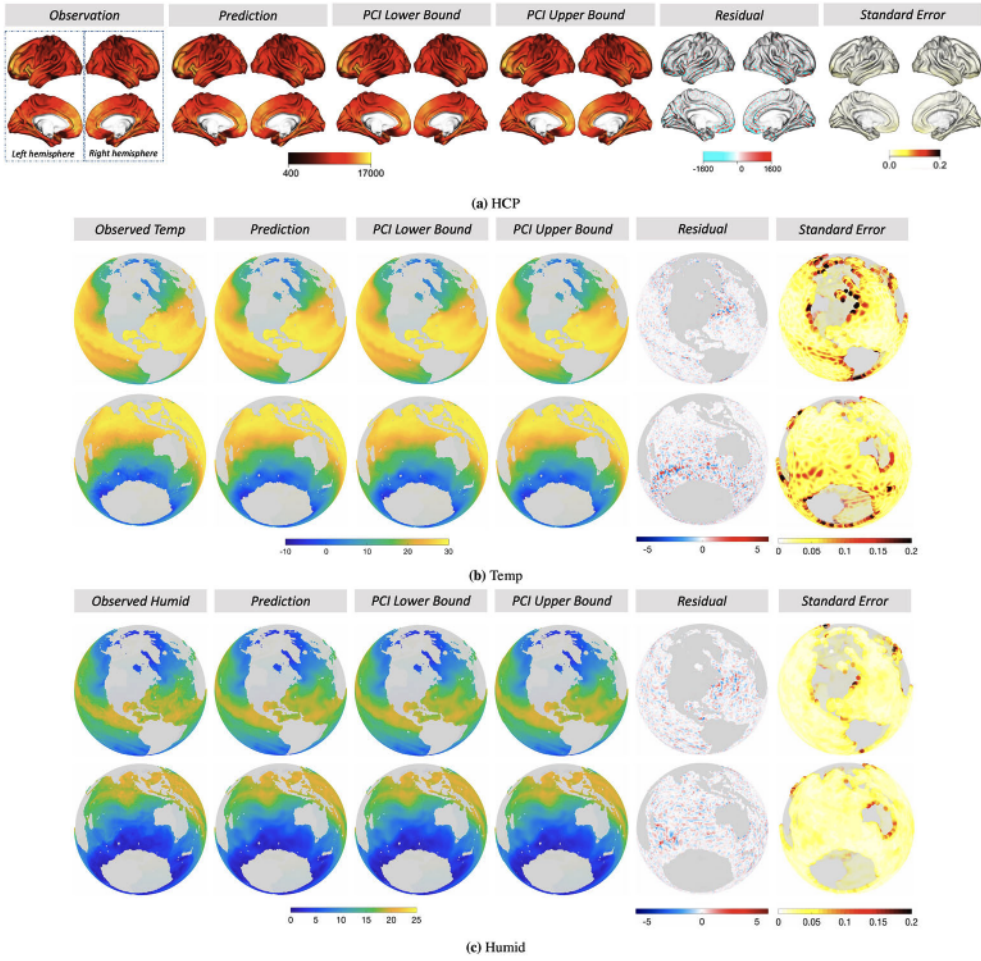 Observation Prediction PCI Lower Bound PCI Upper Bound Residual Standard Error
Left hemisphere Right hemisphere
400 17000 -1600 0 1600 0.0 0.2
(a) HCP
Observed Temp Prediction PCI Lower Bound PCI Upper Bound Residual Standard Error
-10 0 10 20 30 -5 0 5 0 0.05 0.1 0.15 0.2
(b) Temp
Observed Humid Prediction PCI Lower Bound PCI Upper Bound Residual Standard Error
0 5 10 15 20 25 -5 0 5 0 0.05 0.1 0.15 0.2
(c) Humid